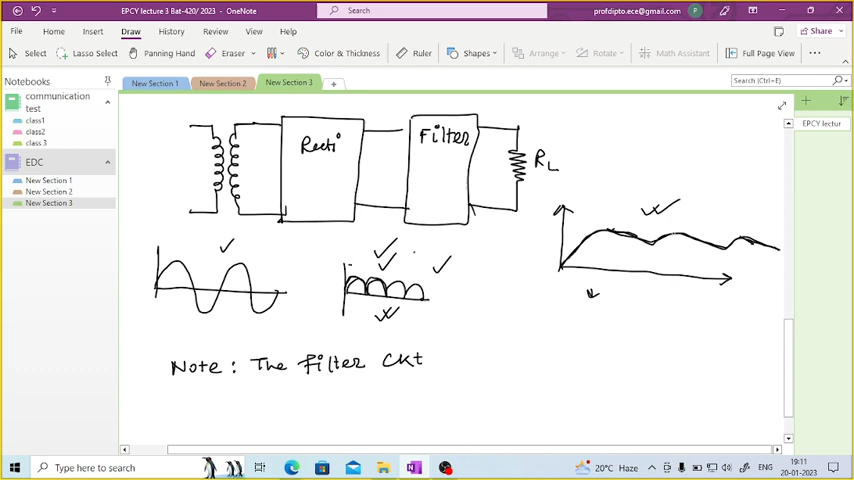 EPCY lecture 3 Bat-420/ 2023 - OneNote
Search
profdipto.ece@gmail.com
P
File Home Insert Draw History Review View Help
Share
Select Lasso Select Panning Hand Eraser Color & Thickness Ruler Shapes Arrange Rotate Math Assistant Full Page View
Notebooks
New Section 1 New Section 2 New Section 3
Search (Ctrl+E)
communication test
class1
class2
class 3
EDC
New Section 1
New Section 2
New Section 3
EPCY lectur
Recti
Filter
RL
Note: The Filter CKt
Type here to search
20°C Haze
ENG
19:11
20-01-2023